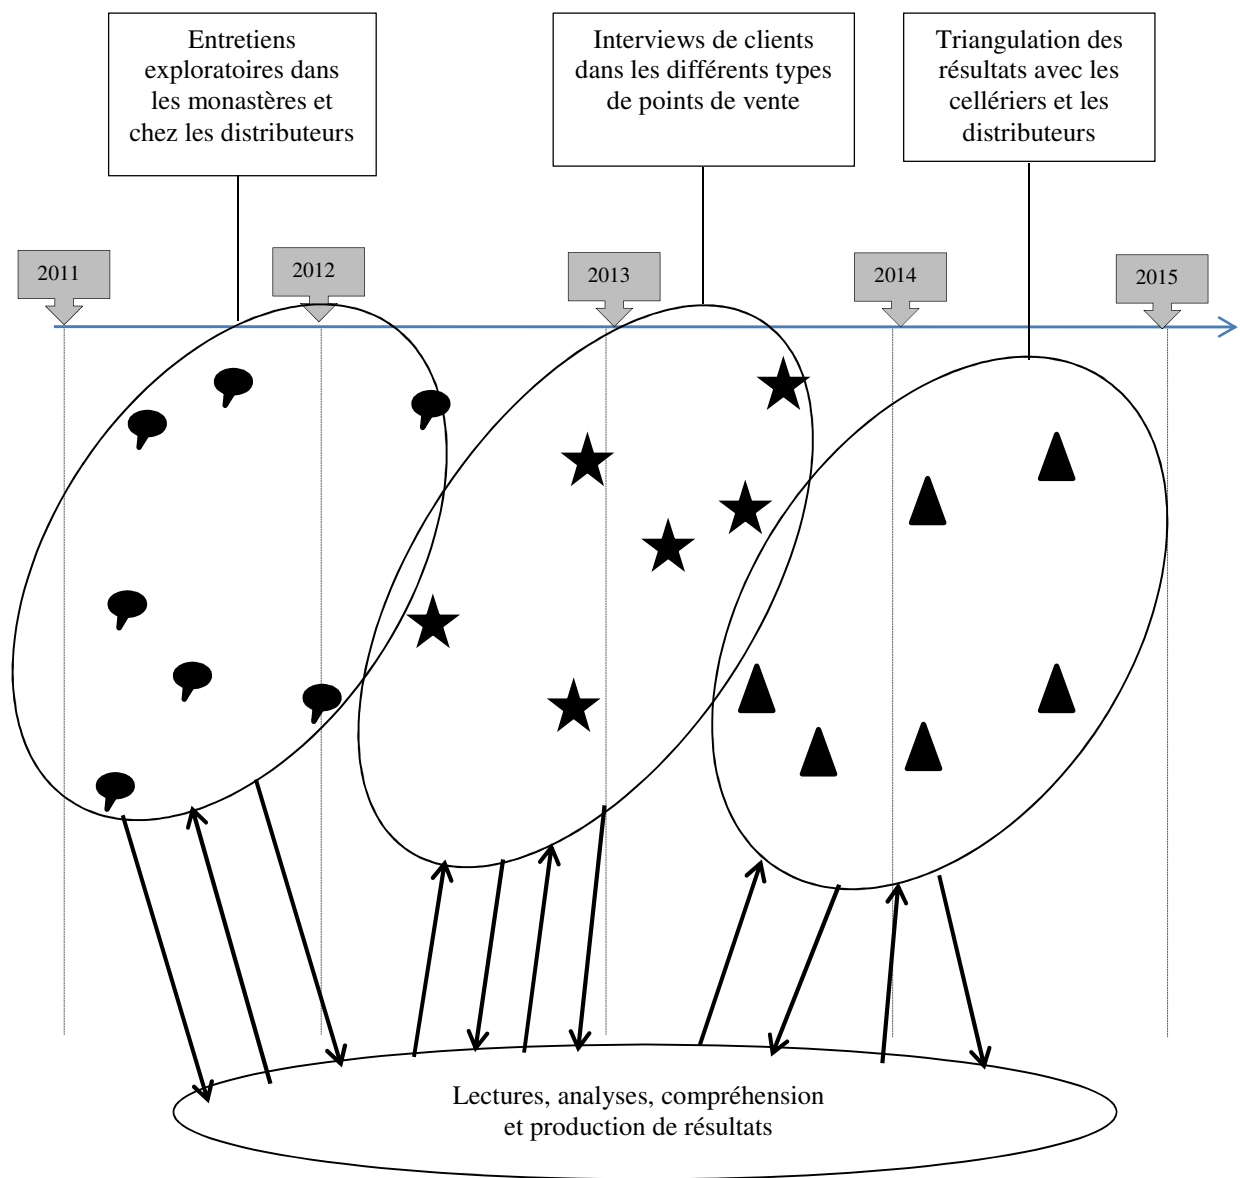 Entretiens
exploratoires dans
les monastères et
chez les distributeurs
Interviews de clients
dans les différents types
de points de vente
Triangulation des
résultats avec les
cellériers et les
distributeurs
2011
2012
2013
2014
2015
Lectures, analyses, compréhension
et production de résultats